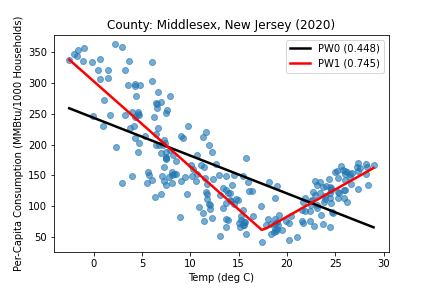 County: Middlesex, New Jersey (2020)
Per-Capita Consumption (MMBtu/1000 Households)
350
300
250
200
150
100
50
PW0 (0.448)
PW1 (0.745)
0 5 10 15 20 25 30
Temp (deg C)